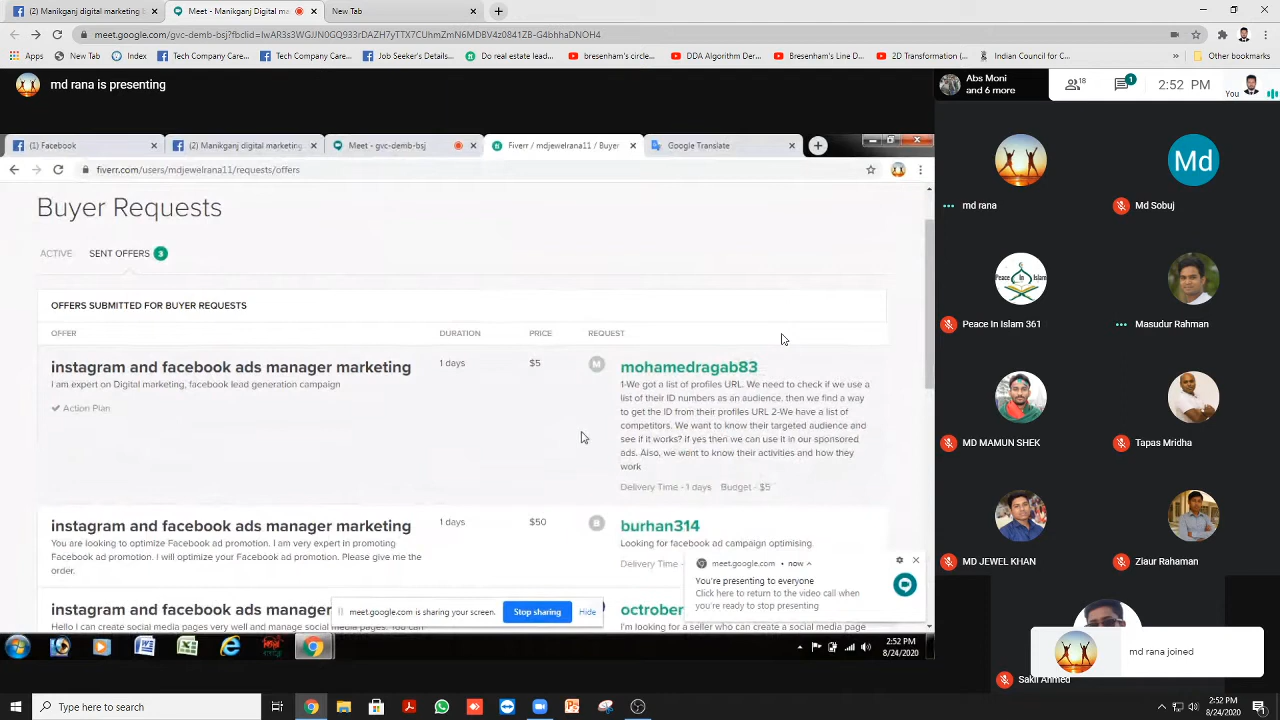 (1) Manikganj digital marketing
Meet - Manikganj Digital ma
New Tab
meet.google.com/gvc-demb-bsj?fbclid=IwAR3s3WGJJN0GQ933rDAZH7yTTX7CUhmZmN6MBV4z0841ZB-G4bhhaDNOH4
Apps
No 8
YouTube
Index
Tech Company Care...
Tech Company Care...
Job Seeker's Detail...
Do real estate lead...
bresenham's circle...
DDA Algorithm Der...
Bresenham's Line D...
2D Transformation (...
Indian Council for C...
»
Other bookmarks
md rana is presenting
Abs Moni
and 6 more
18
1
2:52 PM
You
(1) Facebook
(2) Manikganj digital marketing
Meet - gvc-demb-bsj
Fiverr / mdjewelrana11 / Buyer
Google Translate
fiverr.com/users/mdjewelrana11/requests/offers
Buyer Requests
ACTIVE
SENT OFFERS 3
OFFERS SUBMITTED FOR BUYER REQUESTS
OFFER
DURATION
PRICE
REQUEST
instagram and facebook ads manager marketing
I am expert on Digital marketing, facebook lead generation campaign
Action Plan
1 days
$5
M
mohamedragab83
1-We got a list of profiles URL. We need to check if we use a
list of their ID numbers as an audience, then we find a way
to get the ID from their profiles URL 2-We have a list of
competitors. We want to know their targeted audience and
see if it works? if yes then we can use it in our sponsored
ads. Also, we want to know their activities and how they
work
Delivery Time - 1 days Budget - $5
instagram and facebook ads manager marketing
You are looking to optimize Facebook ad promotion. I am very expert in promoting
Facebook ad promotion. I will optimize your Facebook ad promotion. Please give me the
order.
1 days
$50
B
burhan314
Looking for facebook ad campaign optimising.
Delivery Time -
instagram and facebook ads manager
Hello I can create social media pages very well and manage social media pages. You can
octrober
I'm looking for a seller who can create a social media page
meet.google.com • now
You're presenting to everyone
Click here to return to the video call when
you're ready to stop presenting
meet.google.com is sharing your screen.
Stop sharing
Hide
2:52 PM
8/24/2020
md rana
Md
Md Sobuj
Peace In Islam
Peace In Islam 361
Masudur Rahman
MD MAMUN SHEK
Tapas Mridha
MD JEWEL KHAN
Ziaur Rahaman
Sakil Ahmed
md rana joined
Type here to search
2:52 PM
8/24/2020
1